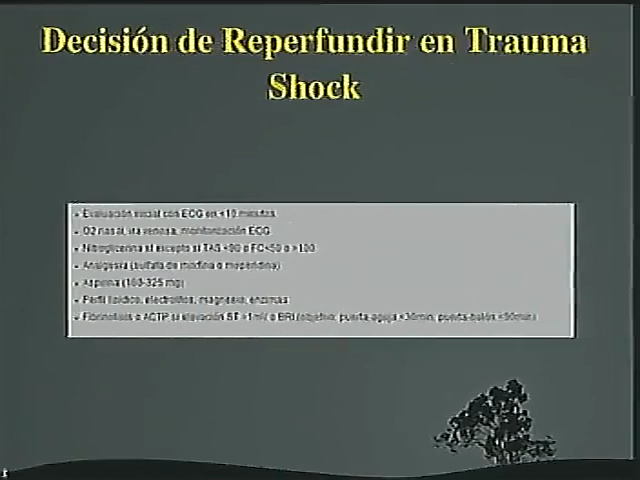 Decisión de Reperfundir en Trauma
Shock
• Evaluación inicial con ECG en <10 minutos
• O2 nasal, vía venosa, monitorización ECG
• Nitroglicerina sl excepto si TAS <90 o FC<50 o >100
• Analgesia (sulfato de morfina o meperidina)
• Aspirina (160-325 mg)
• Perfil lipídico, electrolitos, magnesio, enzimas
• Fibrinolisis o ACTP si elevación ST >1mV o BRI (objetivo: puerta-aguja <30min, puerta-balón <90min)